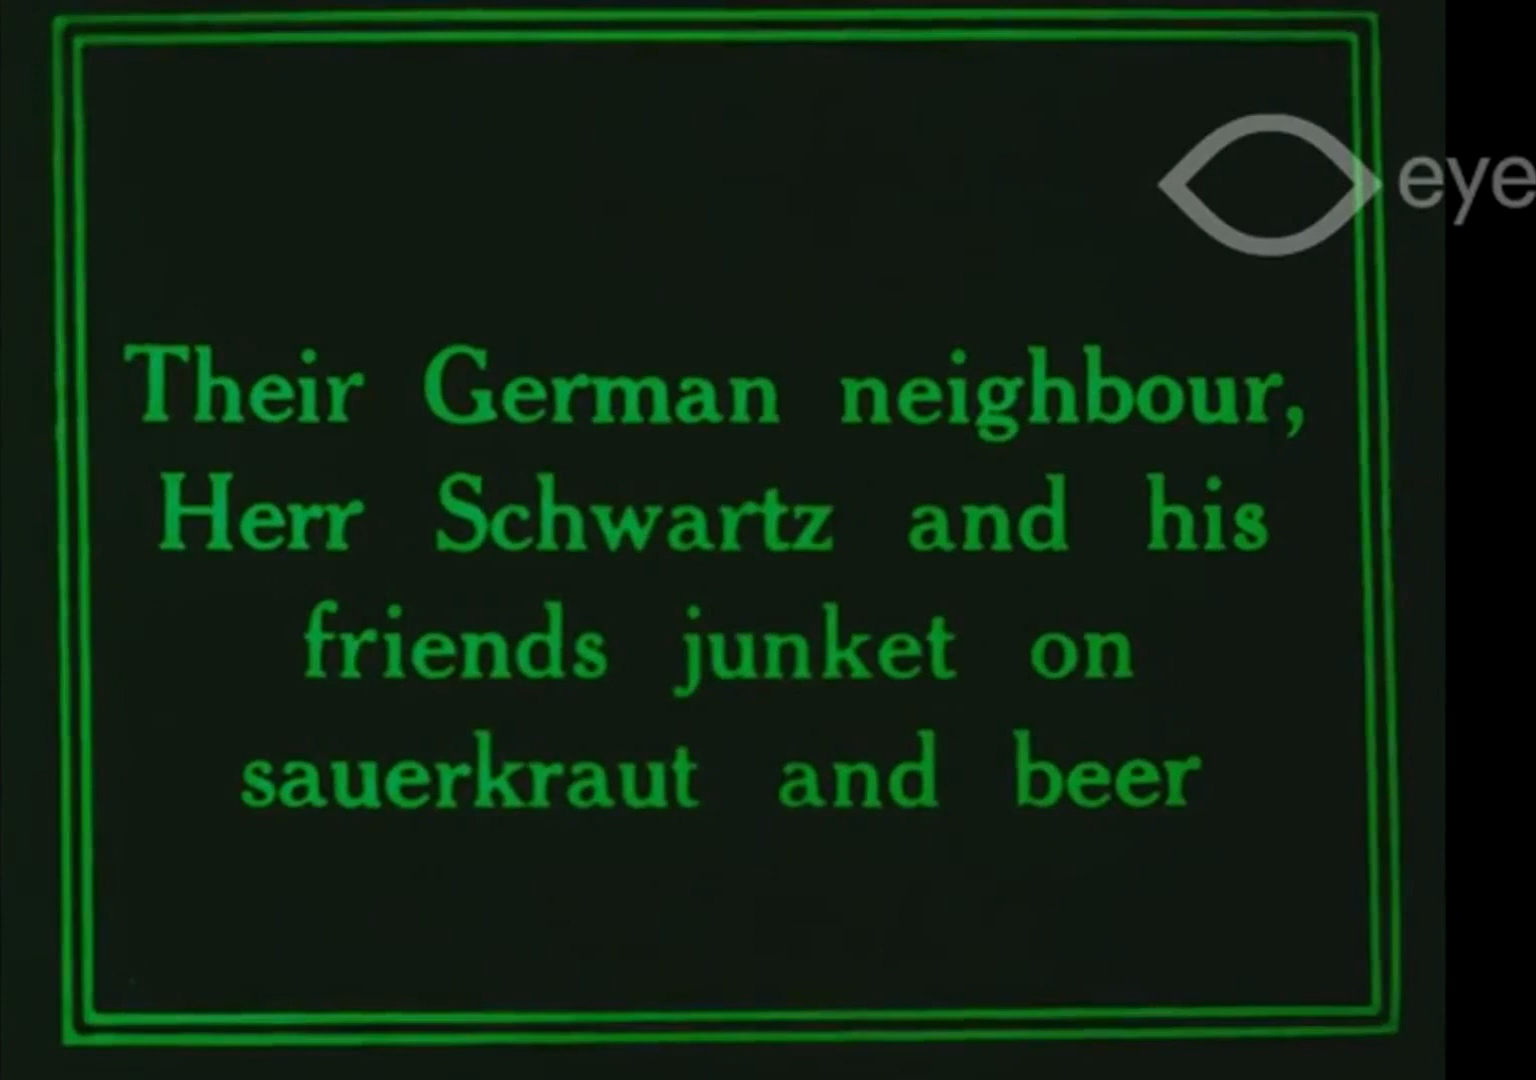 eye
Their German neighbour,
Herr Schwartz and his
friends junket on
sauerkraut and beer